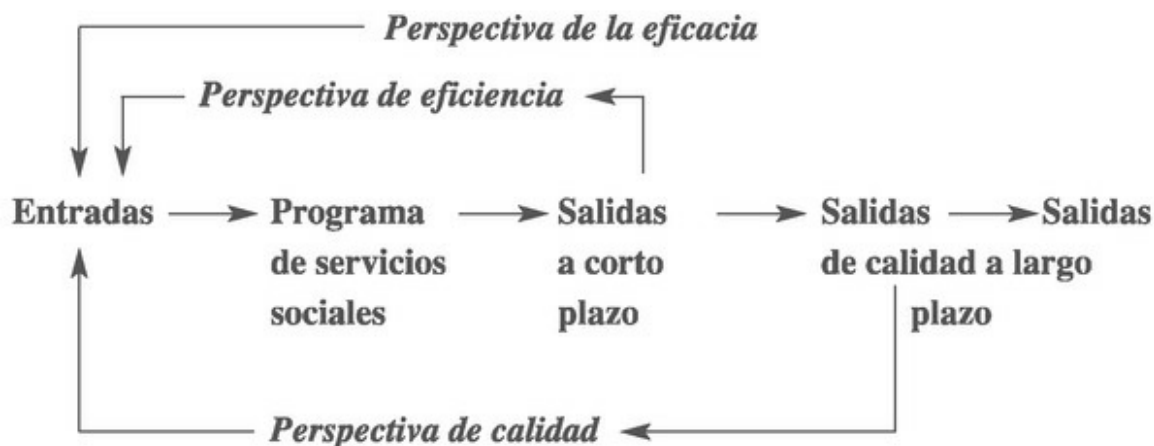 Perspectiva de la eficacia
Perspectiva de eficiencia
Entradas Programa Salidas Salidas Salidas
de servicios a corto de calidad a largo
sociales plazo plazo
Perspectiva de calidad